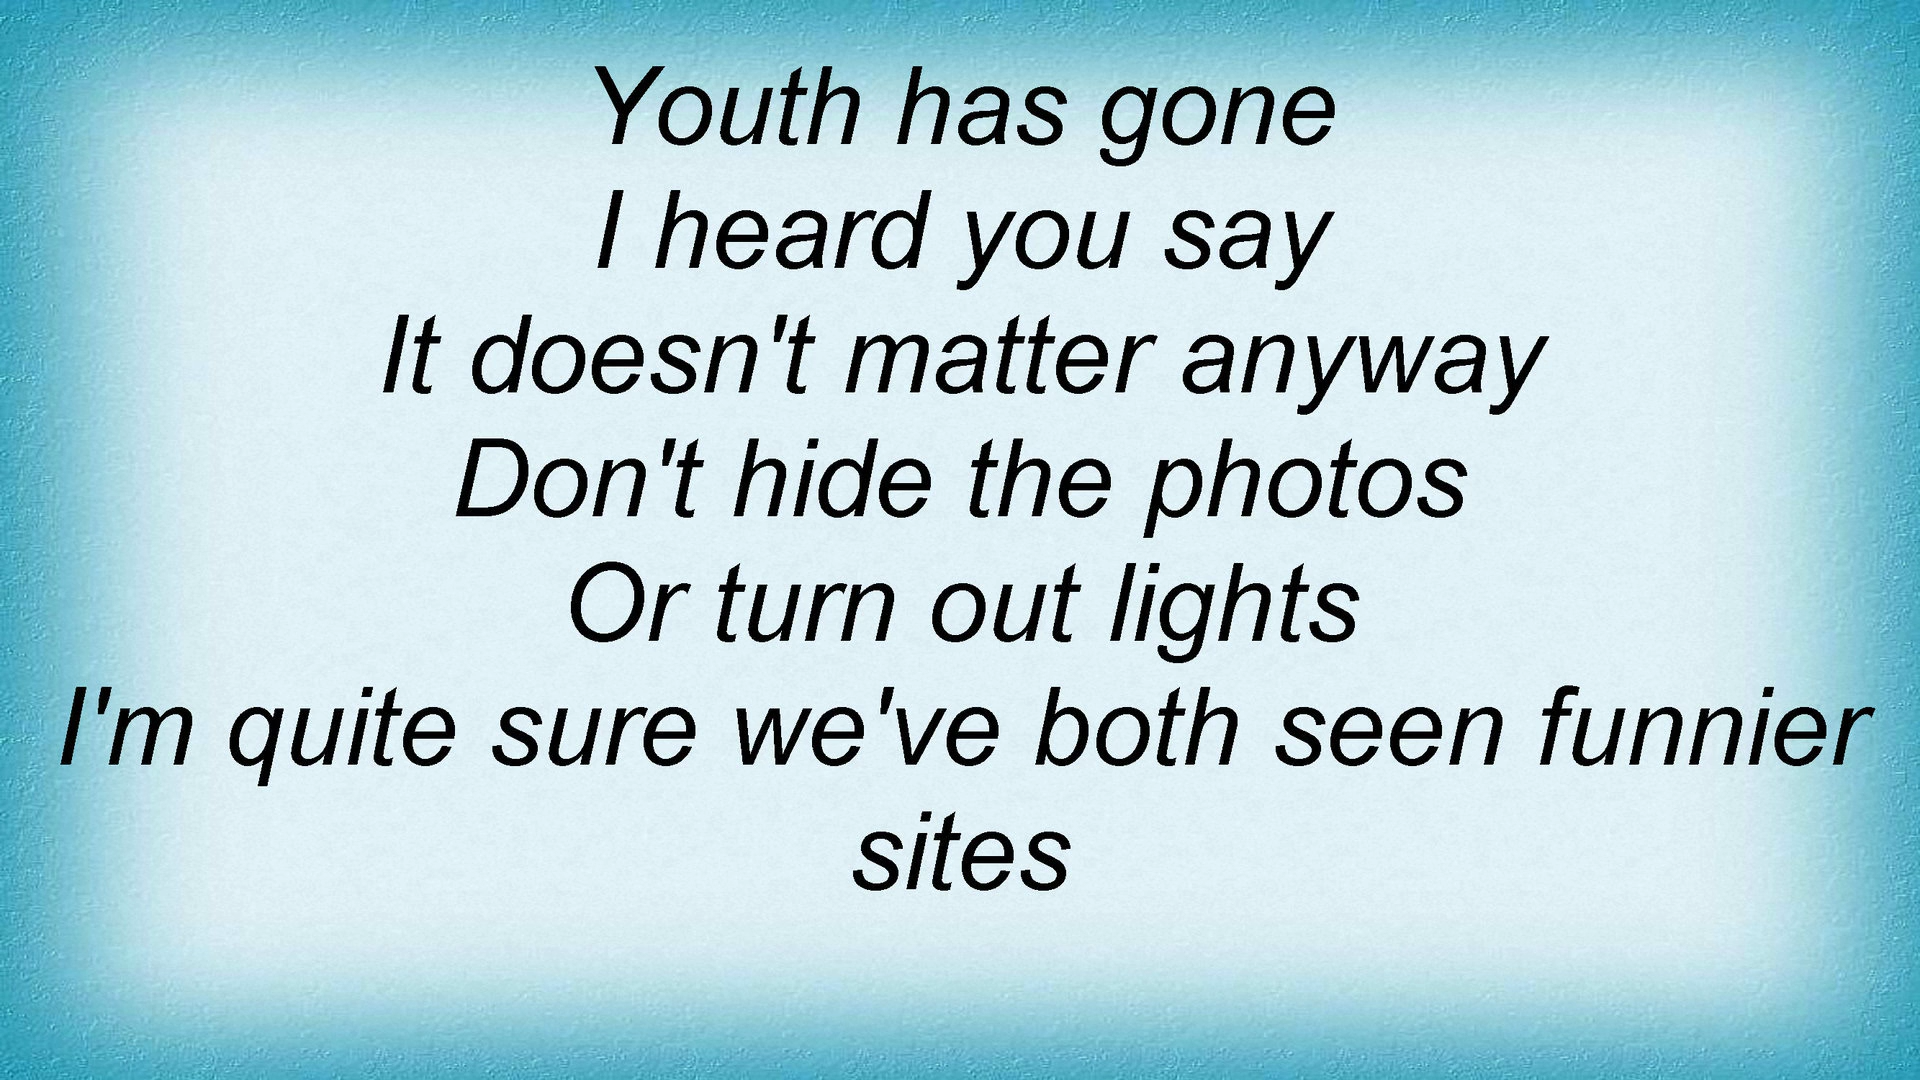 Youth has gone
I heard you say
It doesn't matter anyway
Don't hide the photos
Or turn out lights
I'm quite sure we've both seen funnier
sites